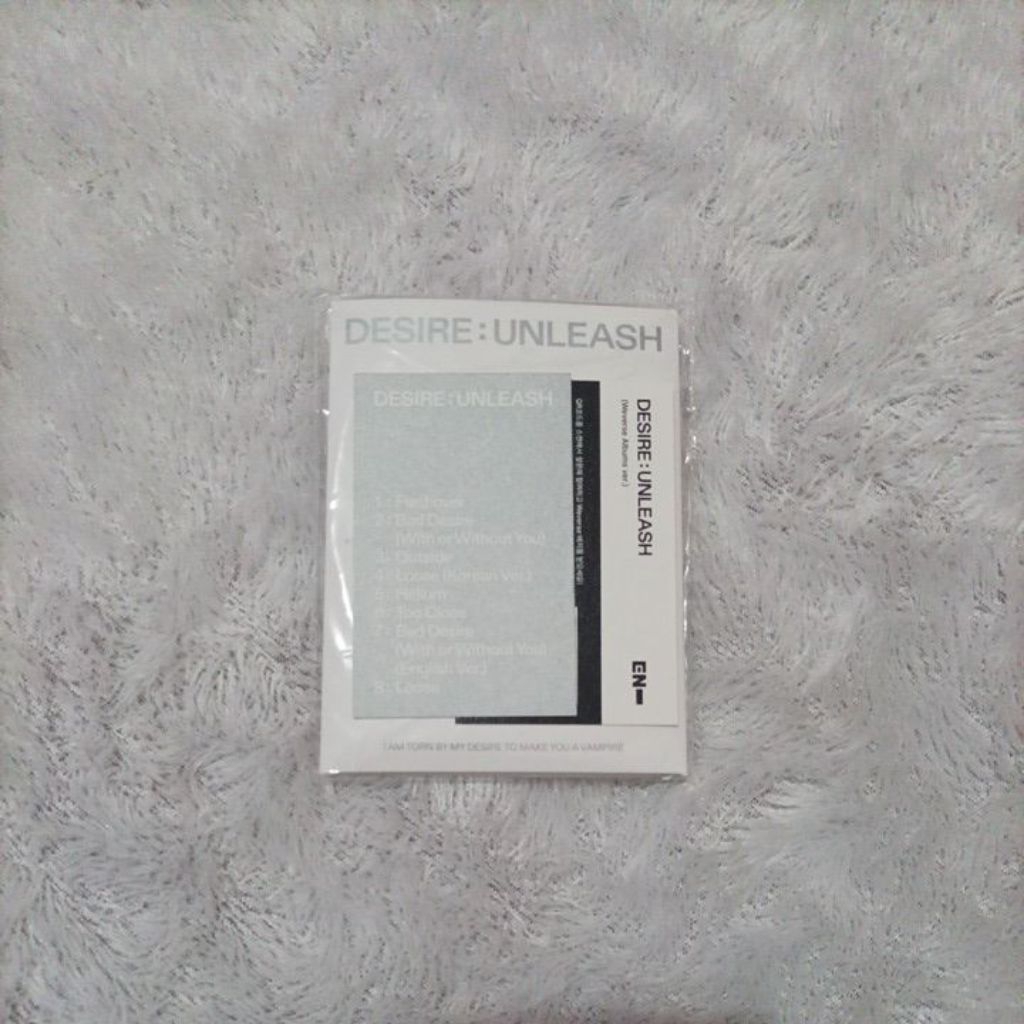 DESIRE : UNLEASH
DESIRE : UNLEASH
1 : Flashover
2 : Bad Desire
(With or Without You)
3 : Outside
4 : Loose (Korean Ver.)
5 : Helium
6 : Too Close
7 : Bad Desire
(With or Without You)
(English Ver.)
8 : Loose
DESIRE : UNLEASH
(Weverse Albums ver.)
EN-
I AM TORN BY MY DESIRE TO MAKE YOU A VAMPIRE